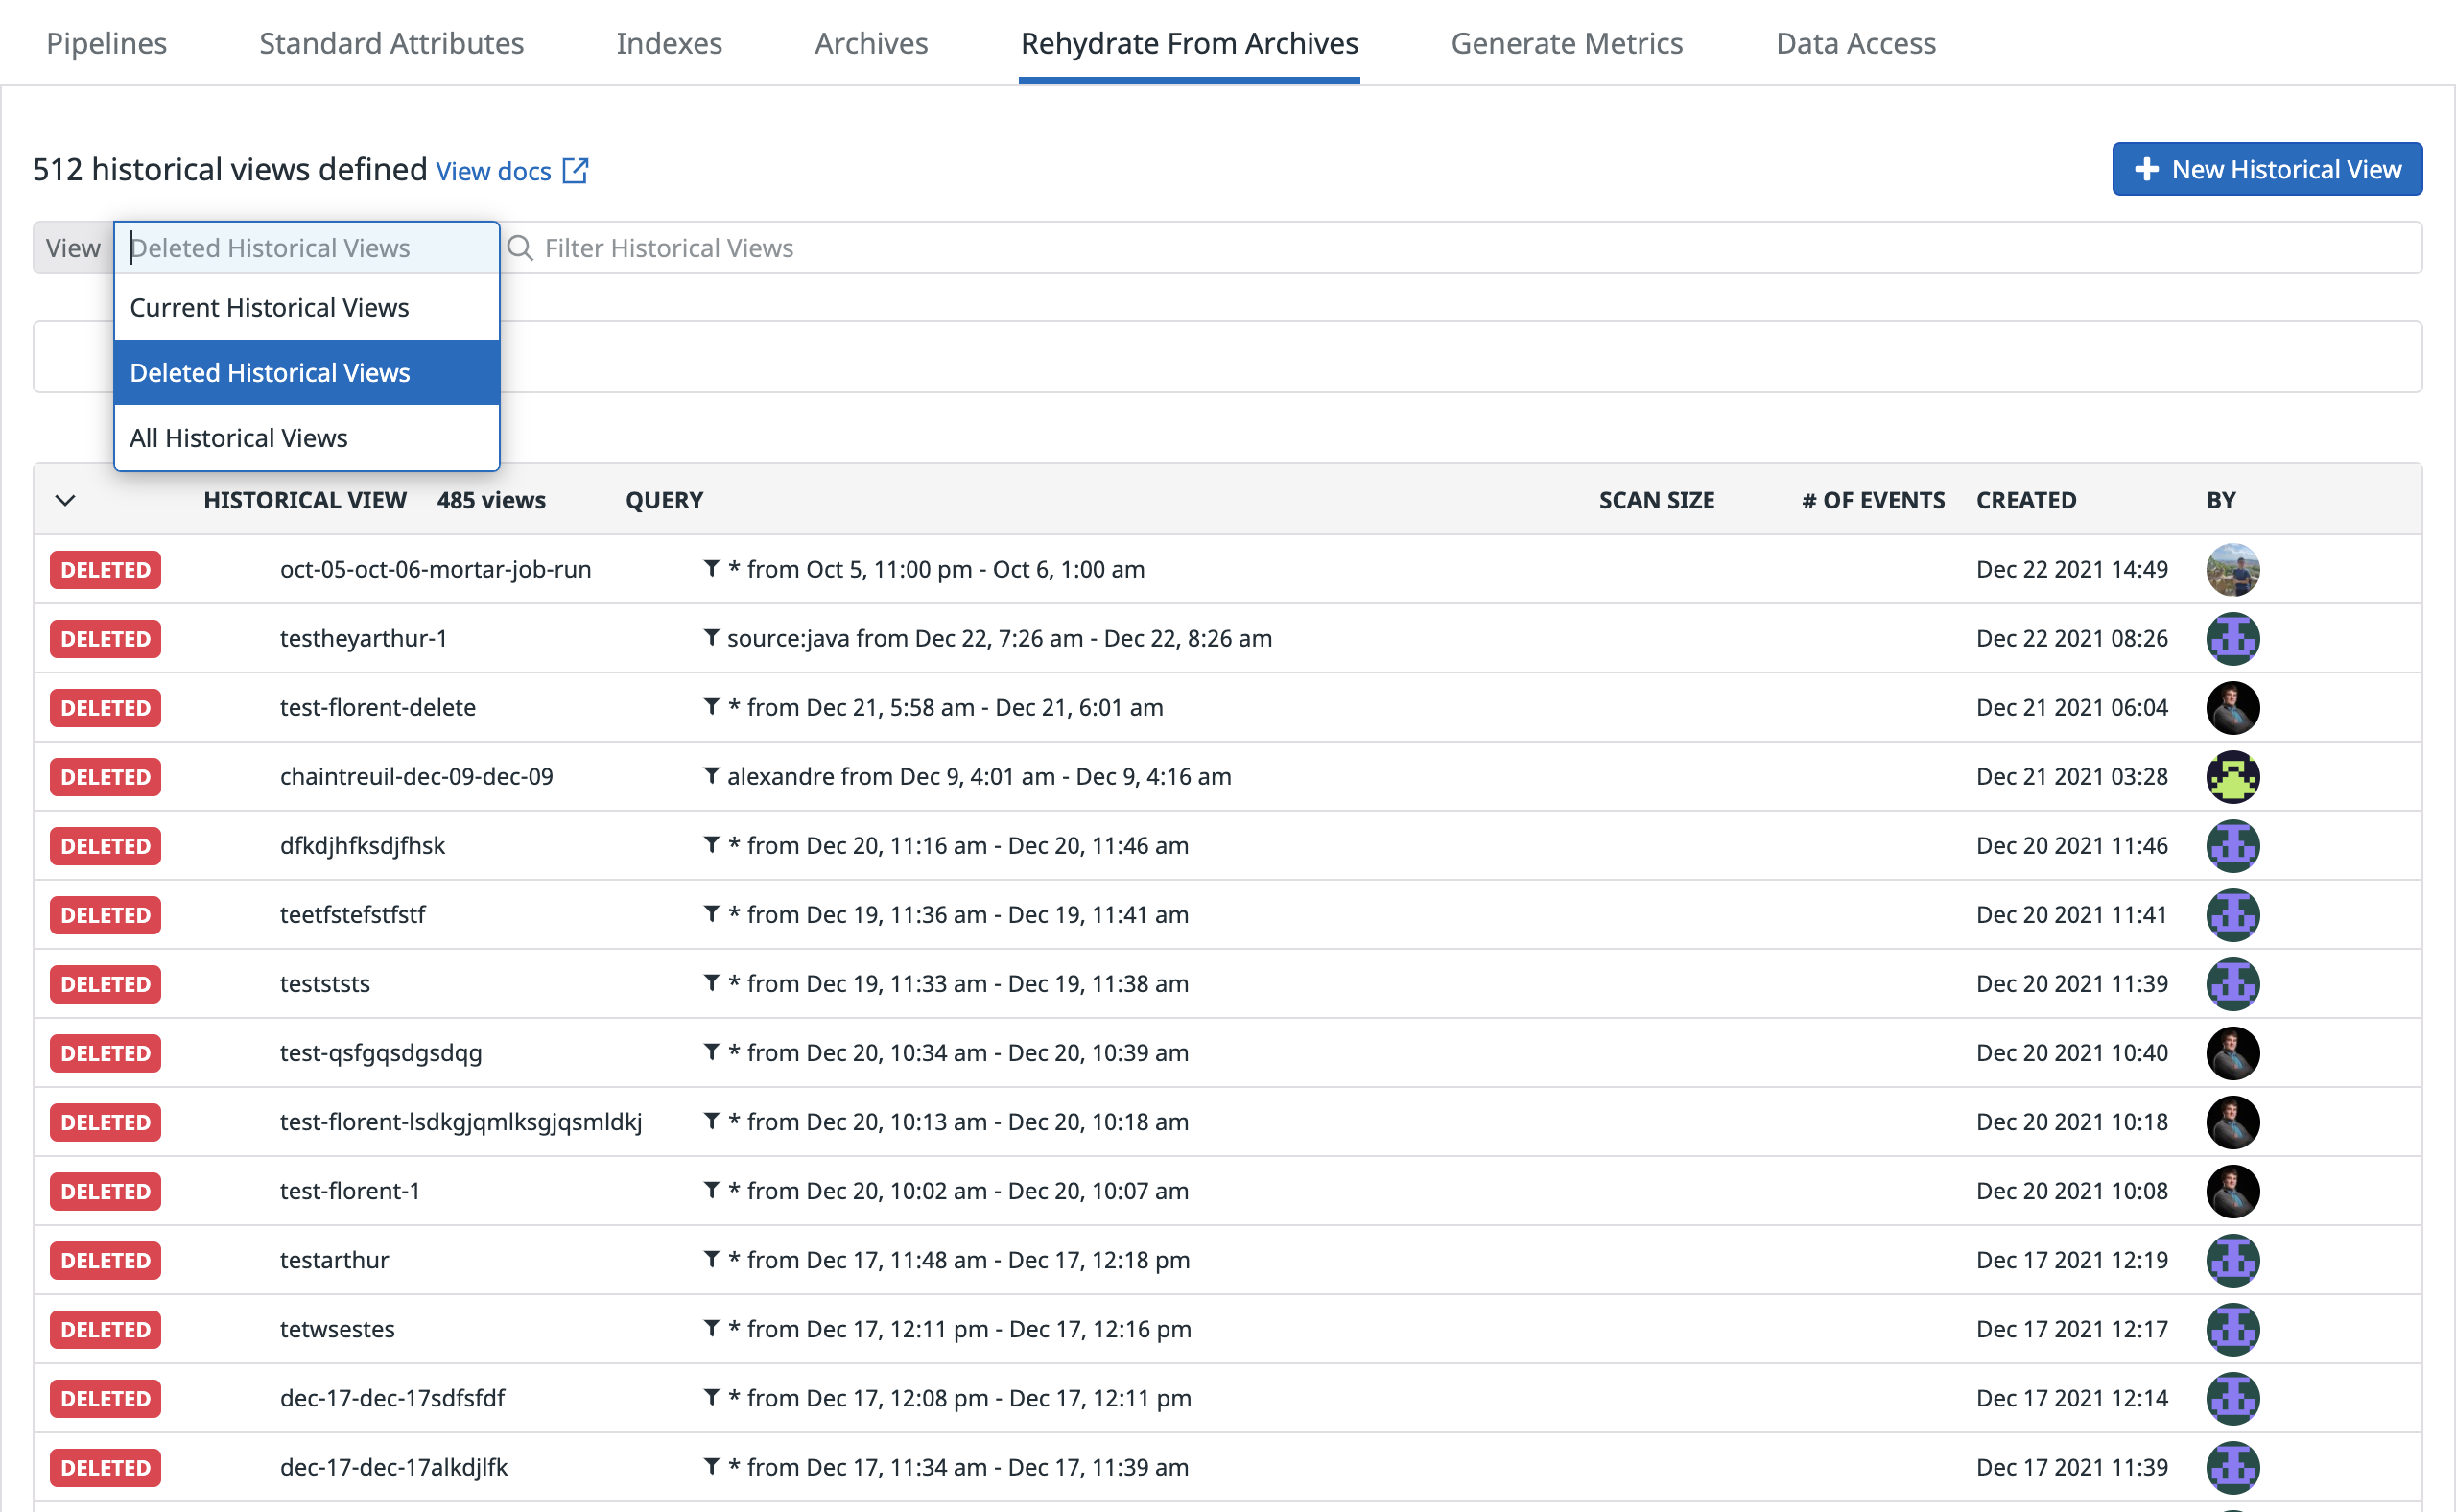 Pipelines Standard Attributes Indexes Archives Rehydrate From Archives Generate Metrics Data Access
512 historical views defined View docs
New Historical View
View Deleted Historical Views Filter Historical Views
Current Historical Views
Deleted Historical Views
All Historical Views
HISTORICAL VIEW 485 views QUERY SCAN SIZE # OF EVENTS CREATED BY
DELETED oct-05-oct-06-mortar-job-run * from Oct 5, 11:00 pm - Oct 6, 1:00 am Dec 22 2021 14:49
DELETED testheyarthur-1 source:java from Dec 22, 7:26 am - Dec 22, 8:26 am Dec 22 2021 08:26
DELETED test-florent-delete * from Dec 21, 5:58 am - Dec 21, 6:01 am Dec 21 2021 06:04
DELETED chaintreuil-dec-09-dec-09 alexandre from Dec 9, 4:01 am - Dec 9, 4:16 am Dec 21 2021 03:28
DELETED dfkdjhfksdjfhsk * from Dec 20, 11:16 am - Dec 20, 11:46 am Dec 20 2021 11:46
DELETED teetfstefstfstf * from Dec 19, 11:36 am - Dec 19, 11:41 am Dec 20 2021 11:41
DELETED testststs * from Dec 19, 11:33 am - Dec 19, 11:38 am Dec 20 2021 11:39
DELETED test-qsfgqsdgsdqg * from Dec 20, 10:34 am - Dec 20, 10:39 am Dec 20 2021 10:40
DELETED test-florent-lsdkgjqmlksgjqsmldkj * from Dec 20, 10:13 am - Dec 20, 10:18 am Dec 20 2021 10:18
DELETED test-florent-1 * from Dec 20, 10:02 am - Dec 20, 10:07 am Dec 20 2021 10:08
DELETED testarthur * from Dec 17, 11:48 am - Dec 17, 12:18 pm Dec 17 2021 12:19
DELETED tetwsestes * from Dec 17, 12:11 pm - Dec 17, 12:16 pm Dec 17 2021 12:17
DELETED dec-17-dec-17sdfsfdf * from Dec 17, 12:08 pm - Dec 17, 12:11 pm Dec 17 2021 12:14
DELETED dec-17-dec-17alkdjlfk * from Dec 17, 11:34 am - Dec 17, 11:39 am Dec 17 2021 11:39